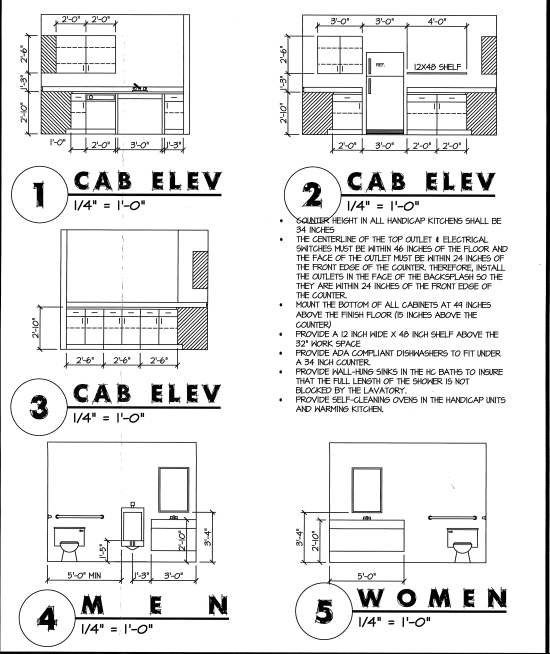 2'-0" 2'-0"
2'-6"
1'-3"
2'-10"
1'-0" 2'-0" 3'-0" 1'-3"
1 CAB ELEV
1/4" = 1'-0"
3'-0" 3'-0" 4'-0"
2'-6"
REF.
12X48 SHELF
1'-3"
2'-10"
2'-0" 3'-0" 2'-0" 2'-0"
2 CAB ELEV
1/4" = 1'-0"
• COUNTER HEIGHT IN ALL HANDICAP KITCHENS SHALL BE
34 INCHES
• THE CENTERLINE OF THE TOP OUTLET & ELECTRICAL
SWITCHES MUST BE WITHIN 46 INCHES OF THE FLOOR AND
THE FACE OF THE OUTLET MUST BE WITHIN 24 INCHES OF
THE FRONT EDGE OF THE COUNTER. THEREFORE, INSTALL
THE OUTLETS IN THE FACE OF THE BACKSPLASH SO THE
THEY ARE WITHIN 24 INCHES OF THE FRONT EDGE OF
THE COUNTER.
• MOUNT THE BOTTOM OF ALL CABINETS AT 49 INCHES
ABOVE THE FINISH FLOOR (15 INCHES ABOVE THE
COUNTER)
• PROVIDE A 12 INCH WIDE X 48 INCH SHELF ABOVE THE
32" WORK SPACE
• PROVIDE ADA COMPLIANT DISHWASHERS TO FIT UNDER
A 34 INCH COUNTER.
• PROVIDE WALL-HUNG SINKS IN THE HC BATHS TO INSURE
THAT THE FULL LENGTH OF THE SHOWER IS NOT
BLOCKED BY THE LAVATORY.
• PROVIDE SELF-CLEANING OVENS IN THE HANDICAP UNITS
AND WARMING KITCHEN.
2'-10"
2'-6" 2'-6" 2'-6"
3 CAB ELEV
1/4" = 1'-0"
1'-5"
2'-10"
3'-4"
5'-0" MIN 1'-3" 3'-0"
4 MEN
1/4" = 1'-0"
3'-4"
2'-10"
5'-0"
5 WOMEN
1/4" = 1'-0"